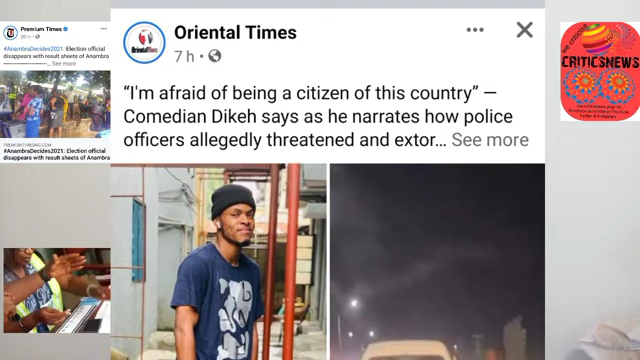 Premium Times
20 m
#AnambraDecides2021: Election official
disappears with result sheets of Anambra
See more
PREMIUMTIMESNG.COM
#AnambraDecides2021: Election official
disappears with result sheets of Anambra
Oriental Times
7 h
“I'm afraid of being a citizen of this country” —
Comedian Dikeh says as he narrates how police
officers allegedly threatened and extor... See more
we criticise
CRITICSNEWS